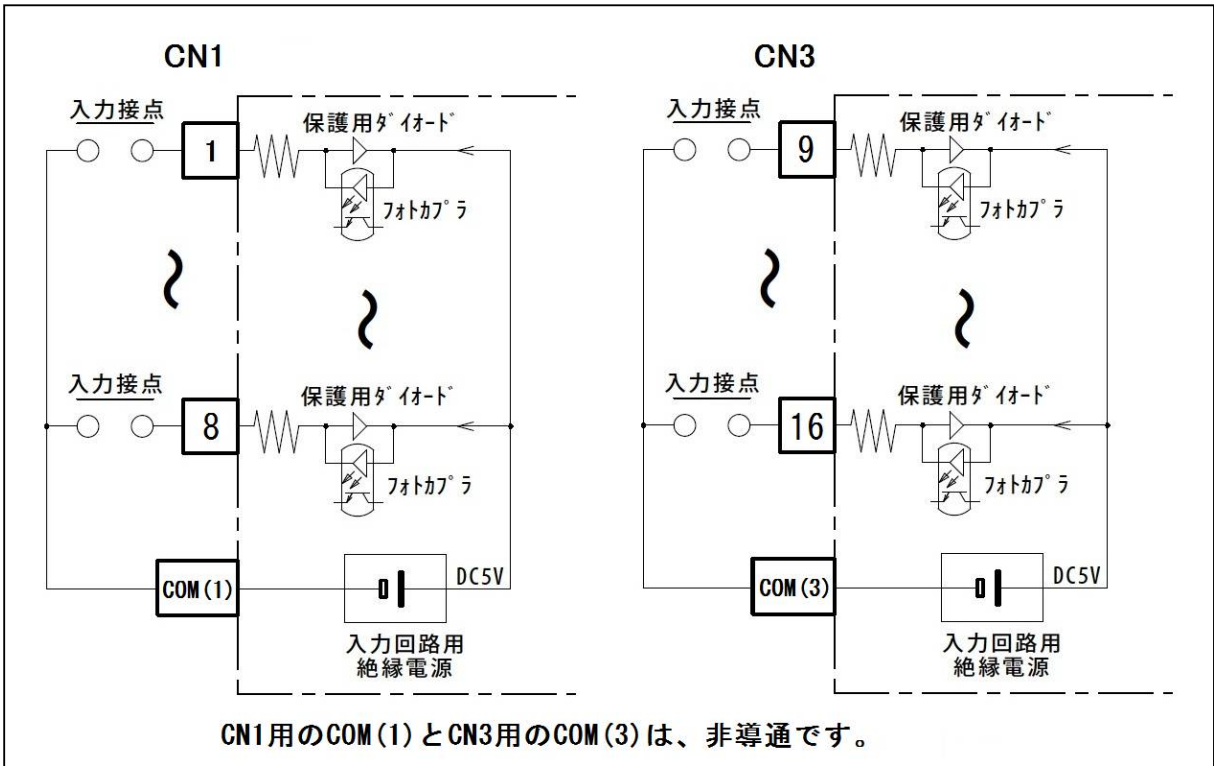 CN1
入力接点
1
保護用ﾀﾞｲｵｰﾄﾞ
ﾌｫﾄｶﾌﾟﾗ
入力接点
8
保護用ﾀﾞｲｵｰﾄﾞ
ﾌｫﾄｶﾌﾟﾗ
COM(1)
DC5V
入力回路用
絶縁電源
CN3
入力接点
9
保護用ﾀﾞｲｵｰﾄﾞ
ﾌｫﾄｶﾌﾟﾗ
入力接点
16
保護用ﾀﾞｲｵｰﾄﾞ
ﾌｫﾄｶﾌﾟﾗ
COM(3)
DC5V
入力回路用
絶縁電源
CN1用のCOM(1)とCN3用のCOM(3)は、非導通です。